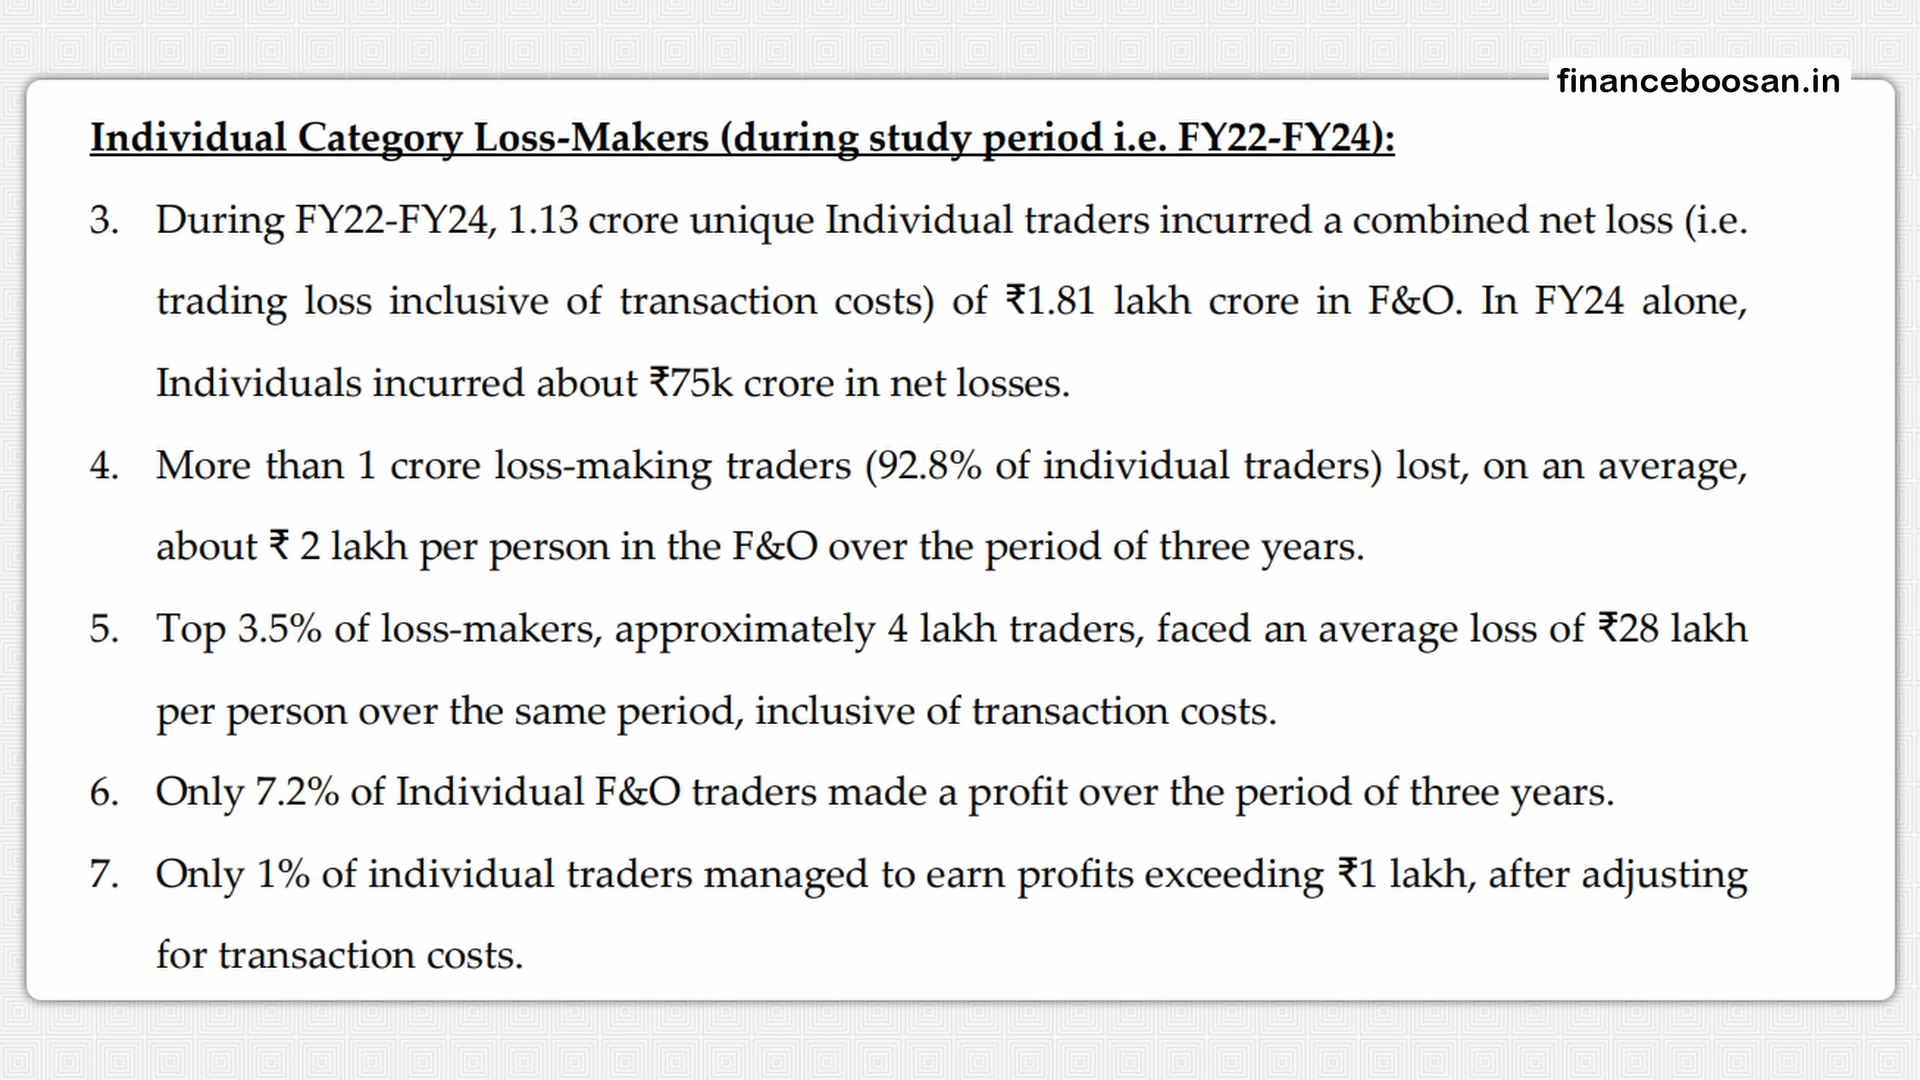 financeboosan.in
Individual Category Loss-Makers (during study period i.e. FY22-FY24):
3. During FY22-FY24, 1.13 crore unique Individual traders incurred a combined net loss (i.e.
trading loss inclusive of transaction costs) of ₹1.81 lakh crore in F&O. In FY24 alone,
Individuals incurred about ₹75k crore in net losses.
4. More than 1 crore loss-making traders (92.8% of individual traders) lost, on an average,
about ₹ 2 lakh per person in the F&O over the period of three years.
5. Top 3.5% of loss-makers, approximately 4 lakh traders, faced an average loss of ₹28 lakh
per person over the same period, inclusive of transaction costs.
6. Only 7.2% of Individual F&O traders made a profit over the period of three years.
7. Only 1% of individual traders managed to earn profits exceeding ₹1 lakh, after adjusting
for transaction costs.